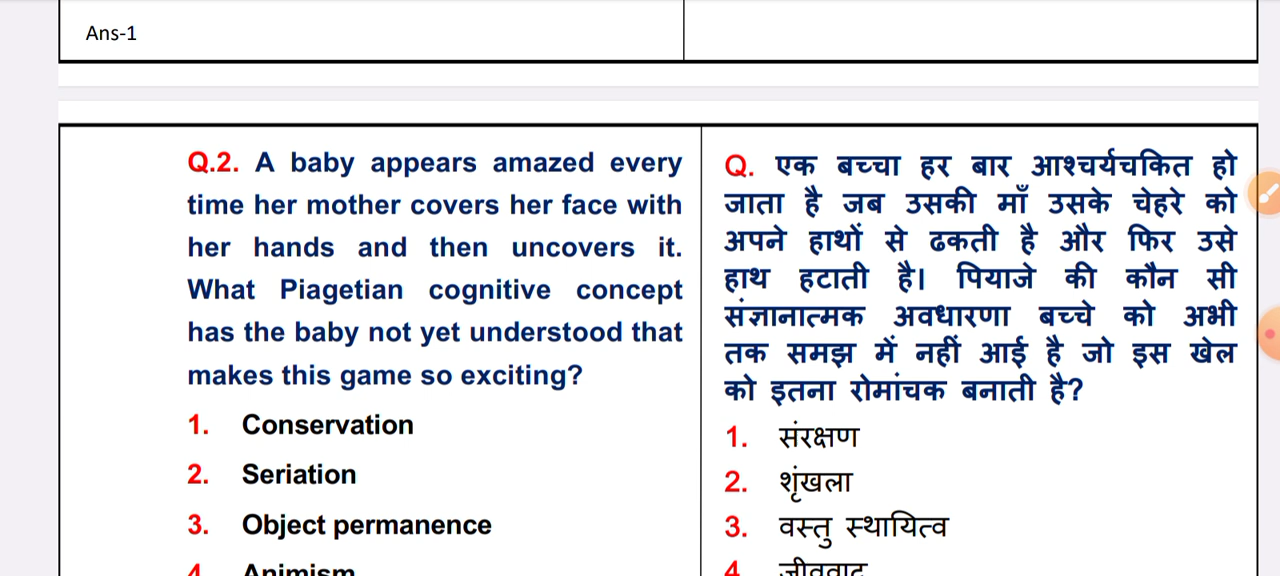 Ans-1
Q.2. A baby appears amazed every
time her mother covers her face with
her hands and then uncovers it.
What Piagetian cognitive concept
has the baby not yet understood that
makes this game so exciting?
1. Conservation
2. Seriation
3. Object permanence
4. Animism
Q. एक बच्चा हर बार आश्चर्यचकित हो
जाता है जब उसकी माँ उसके चेहरे को
अपने हाथों से ढकती है और फिर उसे
हाथ हटाती है। पियाजे की कौन सी
संज्ञानात्मक अवधारणा बच्चे को अभी
तक समझ में नहीं आई है जो इस खेल
को इतना रोमांचक बनाती है?
1. संरक्षण
2. शृंखला
3. वस्तु स्थायित्व
4. जीववाद